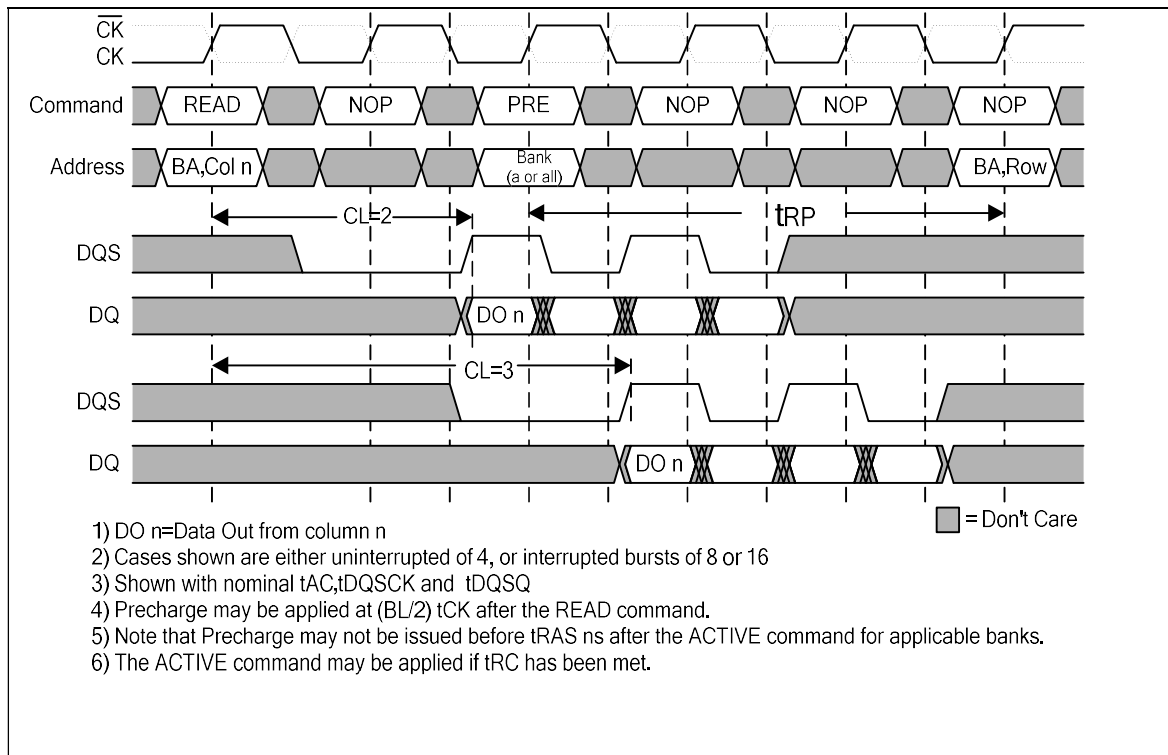 CK
CK
Command READ NOP PRE NOP NOP NOP
Address BA,Col n Bank (a or all) BA,Row
CL=2 tRP
DQS
DQ DO n
CL=3
DQS
DQ DO n
= Don't Care
1) DO n=Data Out from column n
2) Cases shown are either uninterrupted of 4, or interrupted bursts of 8 or 16
3) Shown with nominal tAC,tDQSCK and tDQSQ
4) Precharge may be applied at (BL/2) tCK after the READ command.
5) Note that Precharge may not be issued before tRAS ns after the ACTIVE command for applicable banks.
6) The ACTIVE command may be applied if tRC has been met.